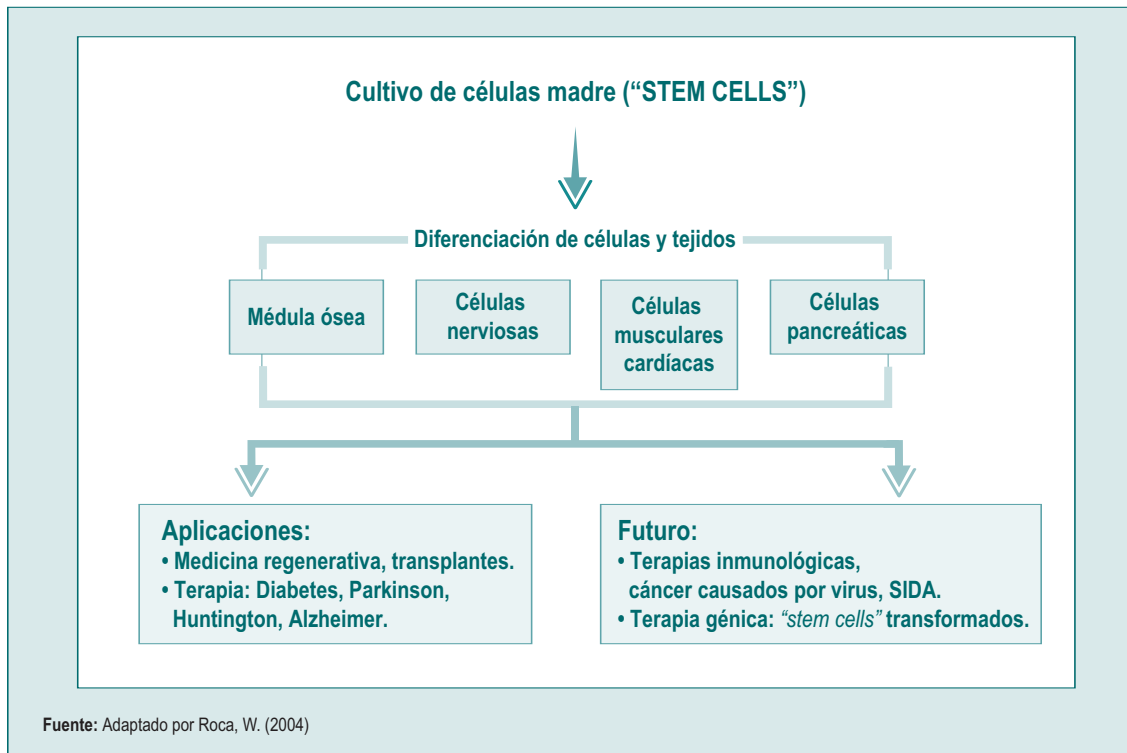 Cultivo de células madre (“STEM CELLS”)
Diferenciación de células y tejidos
Médula ósea
Células
nerviosas
Células
musculares
cardíacas
Células
pancreáticas
Aplicaciones:
• Medicina regenerativa, transplantes.
• Terapia: Diabetes, Parkinson,
Huntington, Alzheimer.
Futuro:
• Terapias inmunológicas,
cáncer causados por virus, SIDA.
• Terapia génica: “stem cells” transformados.
Fuente: Adaptado por Roca, W. (2004)